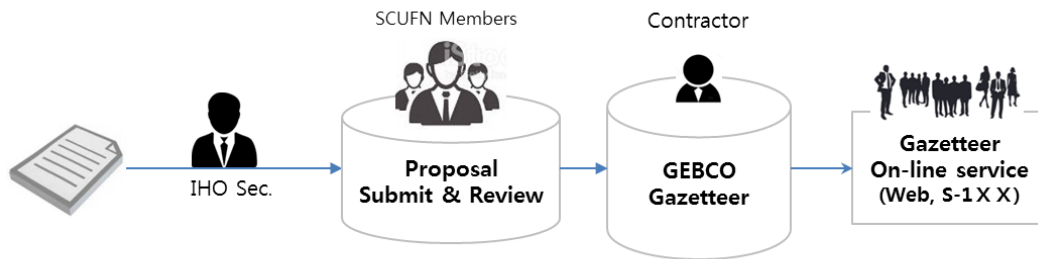 SCUFN Members
Contractor
IHO Sec.
Proposal
Submit & Review
GEBCO
Gazetteer
Gazetteer
On-line service
(Web, S-1ⅩⅩ)